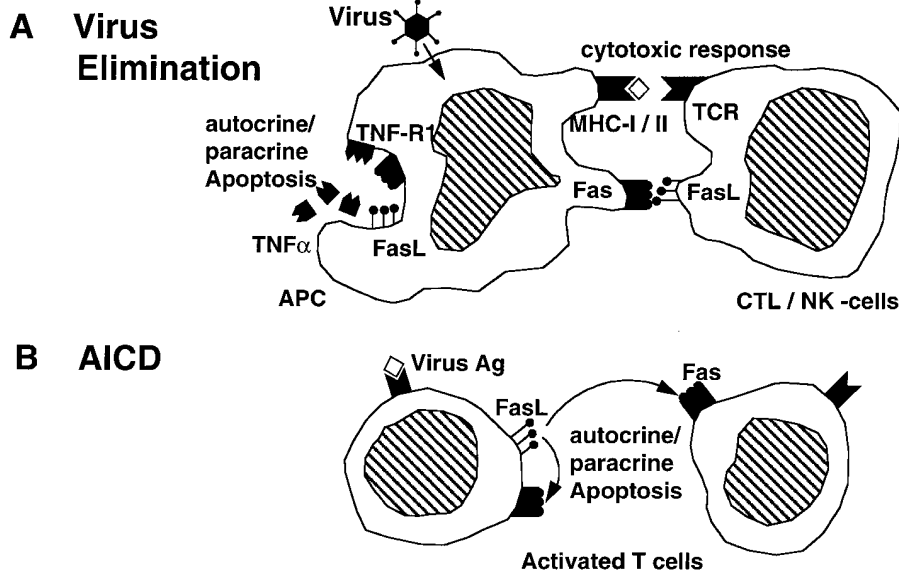 A Virus
Elimination
Virus
cytotoxic response
autocrine/
paracrine
Apoptosis
TNF-R1
MHC-I / II
TCR
Fas
FasL
TNFα
FasL
APC
CTL / NK -cells
B AICD
Virus Ag
Fas
FasL
autocrine/
paracrine
Apoptosis
Activated T cells